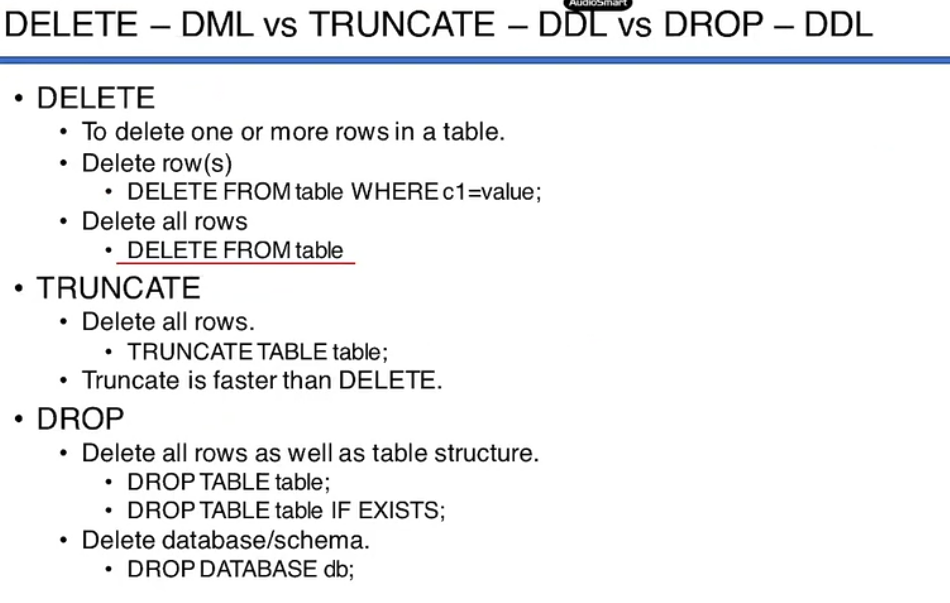 AudioSmart
DELETE – DML vs TRUNCATE – DDL vs DROP – DDL
• DELETE
• To delete one or more rows in a table.
• Delete row(s)
• DELETE FROM table WHERE c1=value;
• Delete all rows
• DELETE FROM table
• TRUNCATE
• Delete all rows.
• TRUNCATE TABLE table;
• Truncate is faster than DELETE.
• DROP
• Delete all rows as well as table structure.
• DROP TABLE table;
• DROP TABLE table IF EXISTS;
• Delete database/schema.
• DROP DATABASE db;